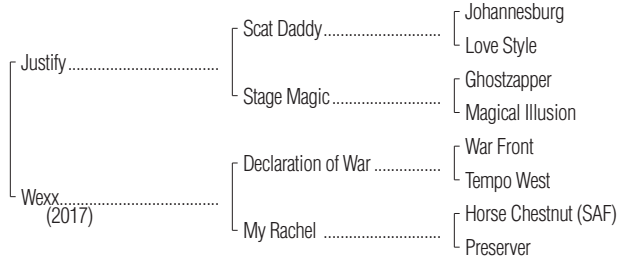 Johannesburg
Scat Daddy
Love Style
Justify
Ghostzapper
Stage Magic
Magical Illusion
War Front
Declaration of War
Tempo West
Wexx
(2017)
Horse Chestnut (SAF)
My Rachel
Preserver